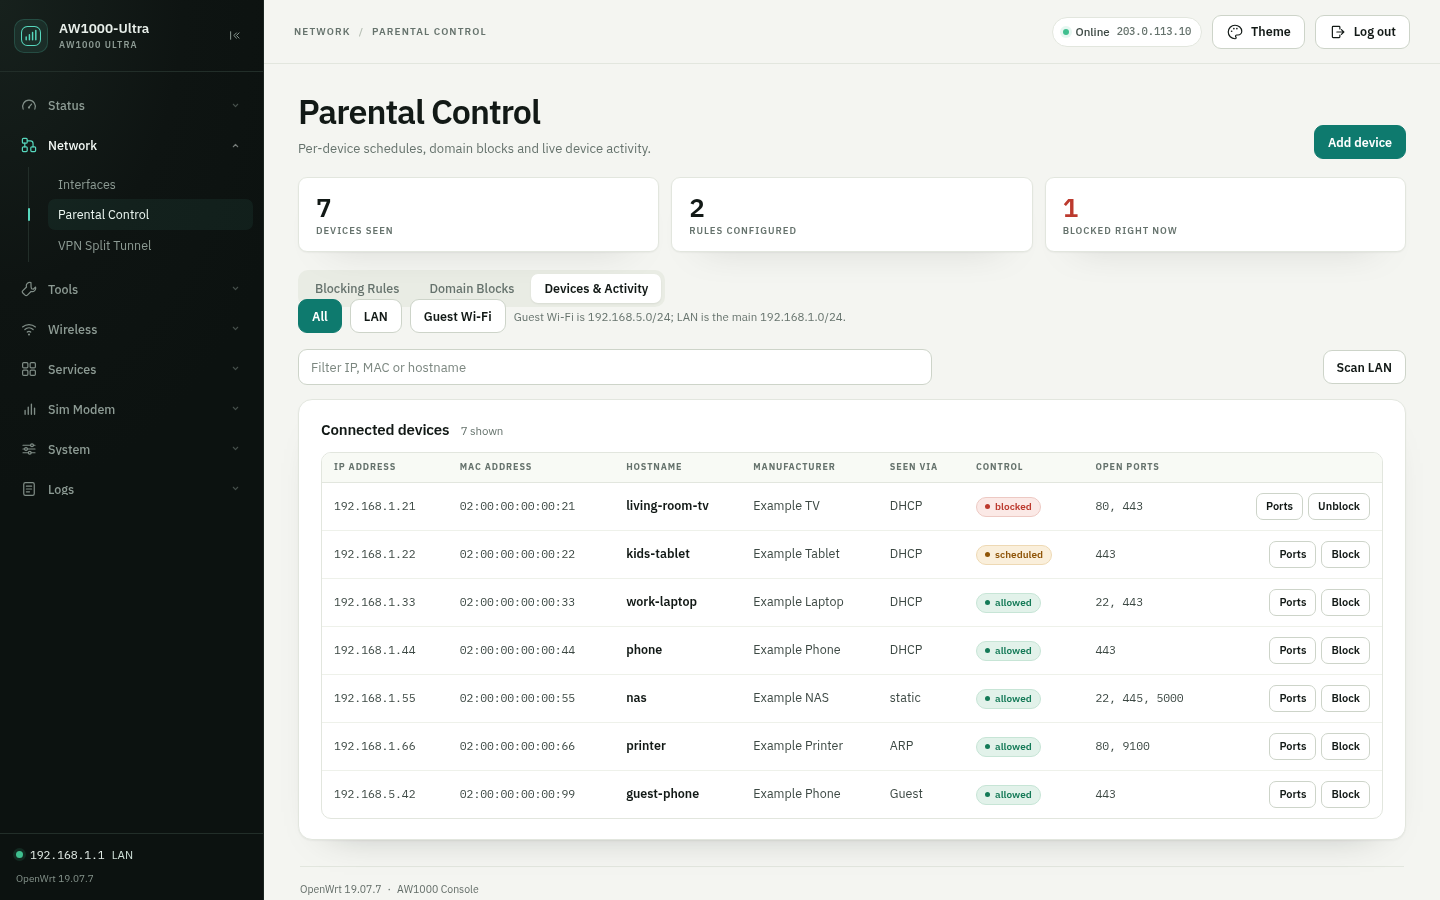 AW1000-Ultra
AW1000 ULTRA
Status
Network
Interfaces
Parental Control
VPN Split Tunnel
Tools
Wireless
Services
Sim Modem
System
Logs
192.168.1.1 LAN
OpenWrt 19.07.7
NETWORK / PARENTAL CONTROL
Online 203.0.113.10
Theme
Log out
Parental Control
Per-device schedules, domain blocks and live device activity.
Add device
7
DEVICES SEEN
2
RULES CONFIGURED
1
BLOCKED RIGHT NOW
Blocking Rules Domain Blocks Devices & Activity
All LAN Guest Wi-Fi Guest Wi-Fi is 192.168.5.0/24; LAN is the main 192.168.1.0/24.
Filter IP, MAC or hostname
Scan LAN
Connected devices 7 shown
IP ADDRESS MAC ADDRESS HOSTNAME MANUFACTURER SEEN VIA CONTROL OPEN PORTS
192.168.1.21 02:00:00:00:00:21 living-room-tv Example TV DHCP blocked 80, 443 Ports Unblock
192.168.1.22 02:00:00:00:00:22 kids-tablet Example Tablet DHCP scheduled 443 Ports Block
192.168.1.33 02:00:00:00:00:33 work-laptop Example Laptop DHCP allowed 22, 443 Ports Block
192.168.1.44 02:00:00:00:00:44 phone Example Phone DHCP allowed 443 Ports Block
192.168.1.55 02:00:00:00:00:55 nas Example NAS static allowed 22, 445, 5000 Ports Block
192.168.1.66 02:00:00:00:00:66 printer Example Printer ARP allowed 80, 9100 Ports Block
192.168.5.42 02:00:00:00:00:99 guest-phone Example Phone Guest allowed 443 Ports Block
OpenWrt 19.07.7 · AW1000 Console